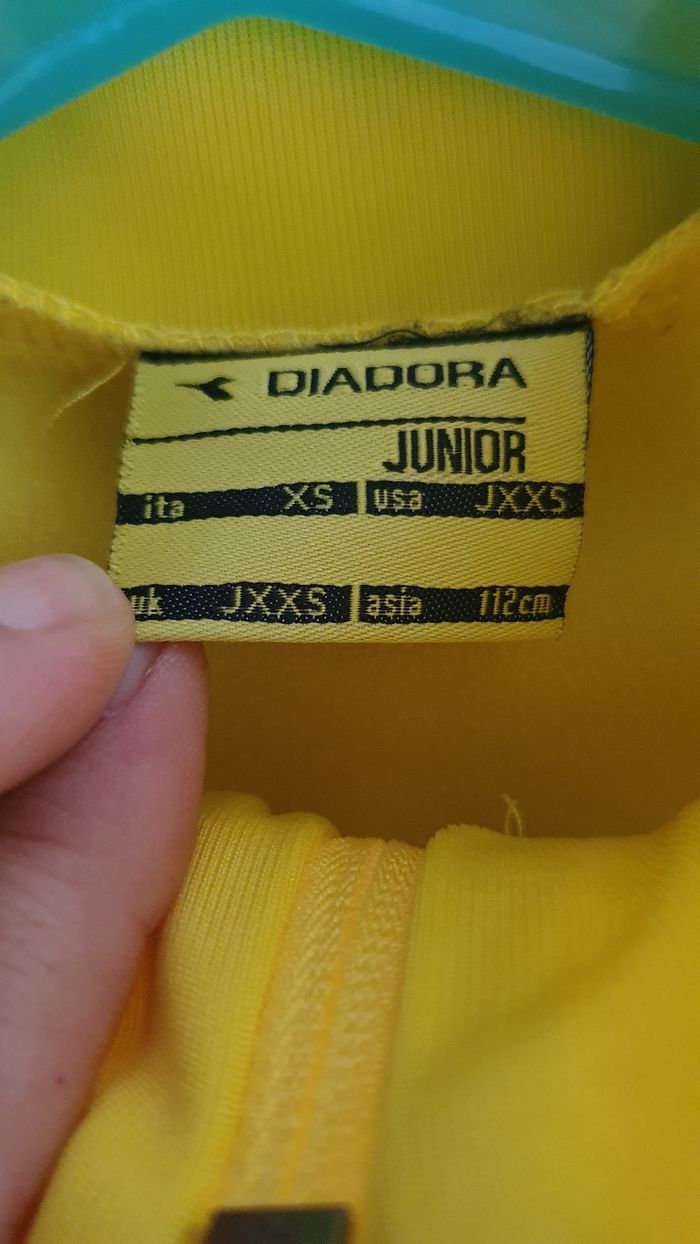 DIADORA
JUNIOR
ita XS usa JXXS
uk JXXS asia 112cm